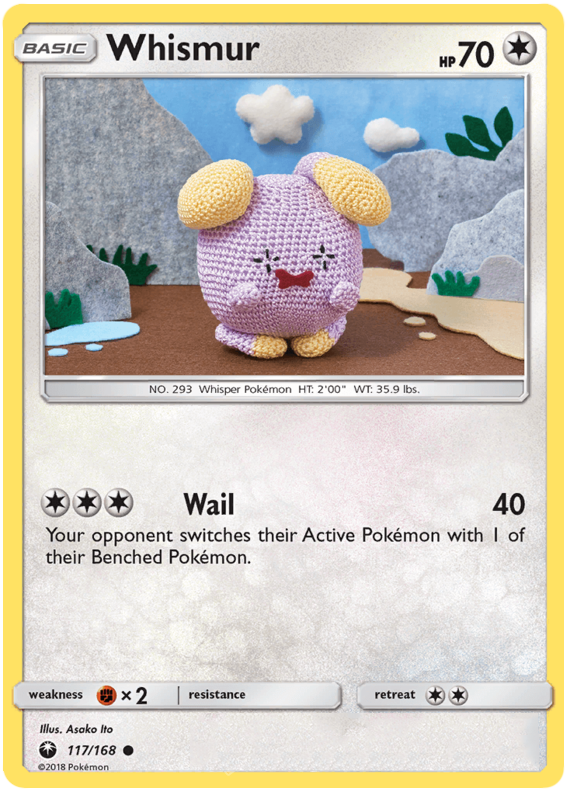 BASIC Whismur HP 70
NO. 293 Whisper Pokémon HT: 2'00" WT: 35.9 lbs.
Wail 40
Your opponent switches their Active Pokémon with 1 of
their Benched Pokémon.
weakness × 2 resistance retreat
Illus. Asako Ito
117/168
©2018 Pokémon